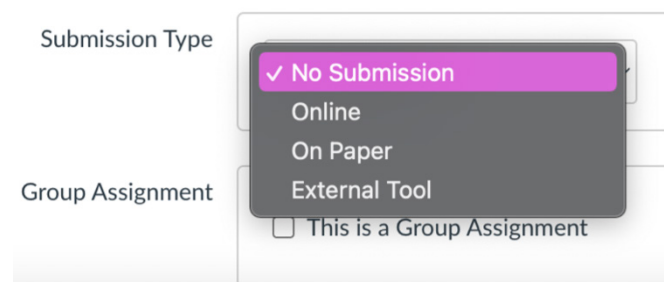 Submission Type
✓ No Submission
Online
On Paper
External Tool
Group Assignment
This is a Group Assignment